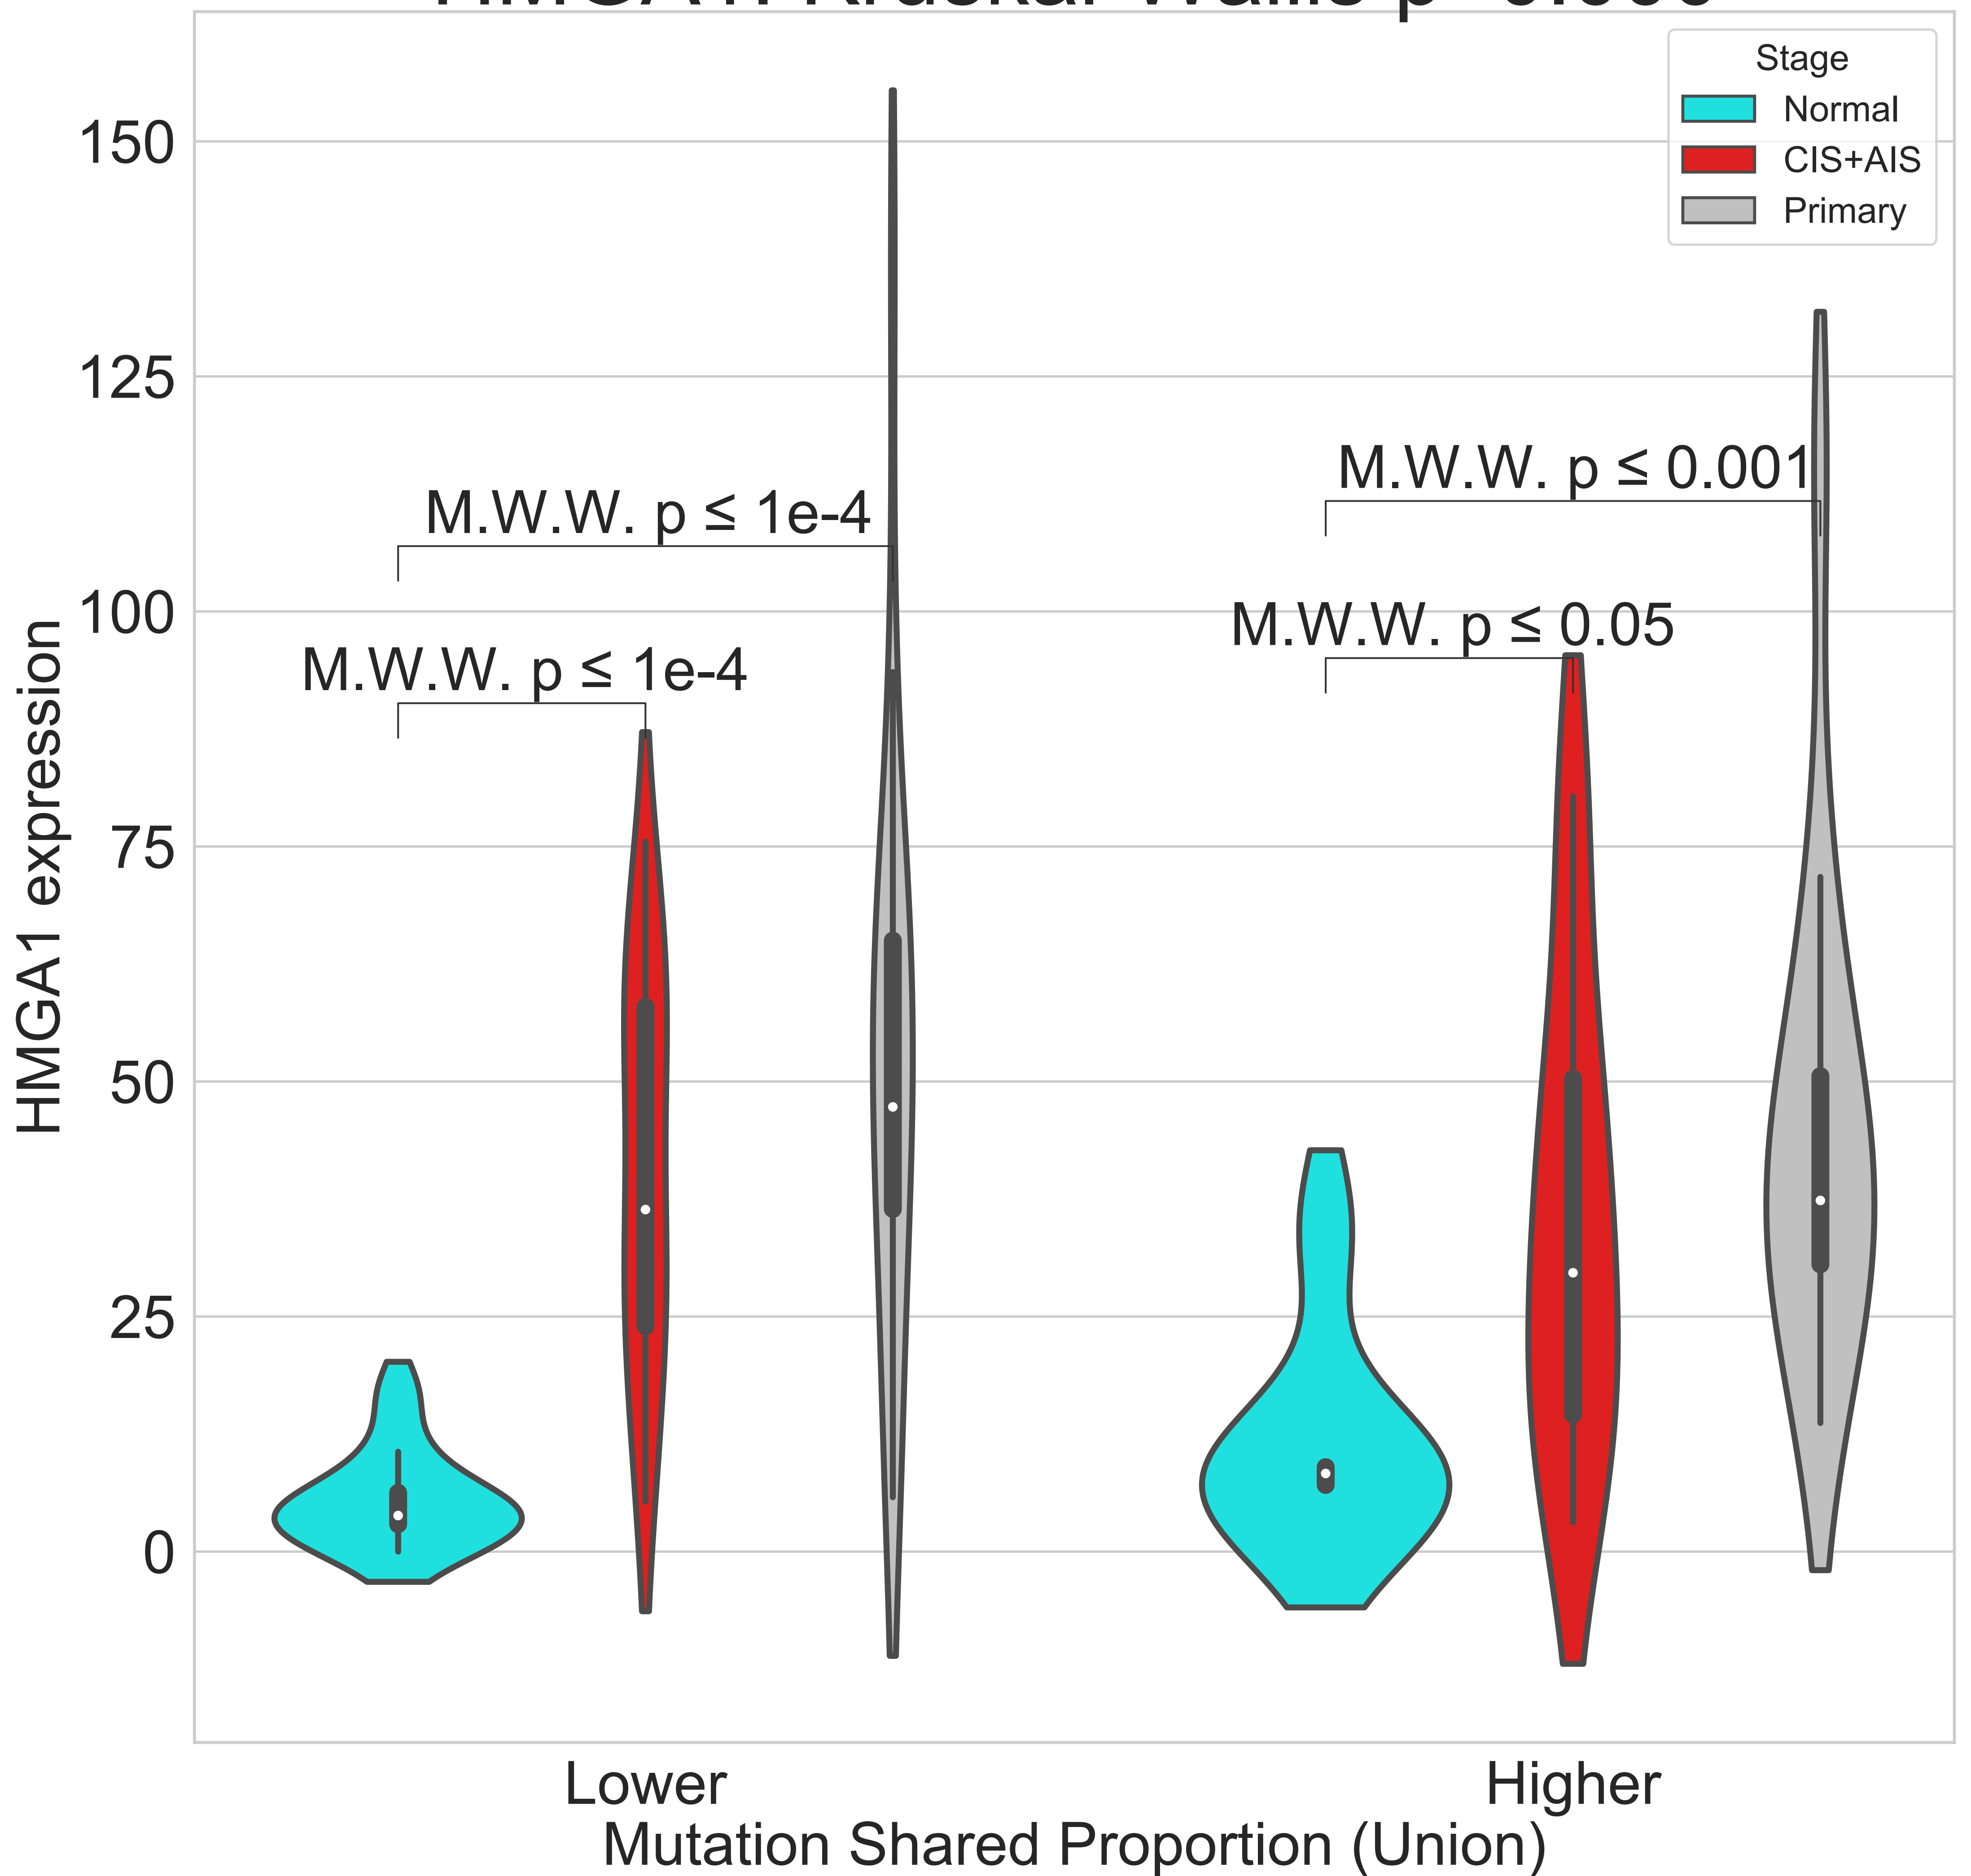 Stage
Normal
CIS+AIS
Primary
150
125
100
75
50
25
0
HMGA1 expression
M.W.W. p ≤ 0.001
M.W.W. p ≤ 1e-4
M.W.W. p ≤ 0.05
M.W.W. p ≤ 1e-4
Lower
Higher
Mutation Shared Proportion (Union)